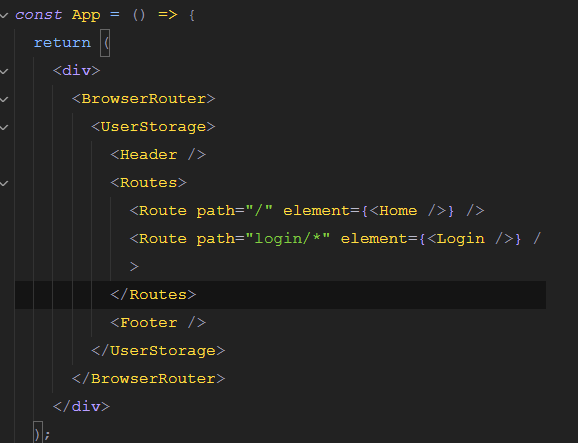 const App = () => {
  return (
    <div>
      <BrowserRouter>
        <UserStorage>
          <Header />
          <Routes>
            <Route path="/" element={<Home />} />
            <Route path="login/*" element={<Login />} /
            >
          </Routes>
          <Footer />
        </UserStorage>
      </BrowserRouter>
    </div>
  );